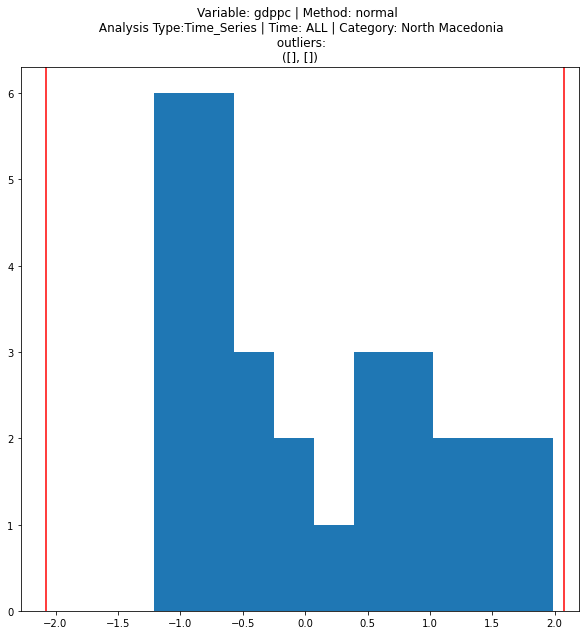 Variable: gdppc | Method: normal
Analysis Type:Time_Series | Time: ALL | Category: North Macedonia
outliers:
([], [])
6
5
4
3
2
1
0
−2.0 −1.5 −1.0 −0.5 0.0 0.5 1.0 1.5 2.0